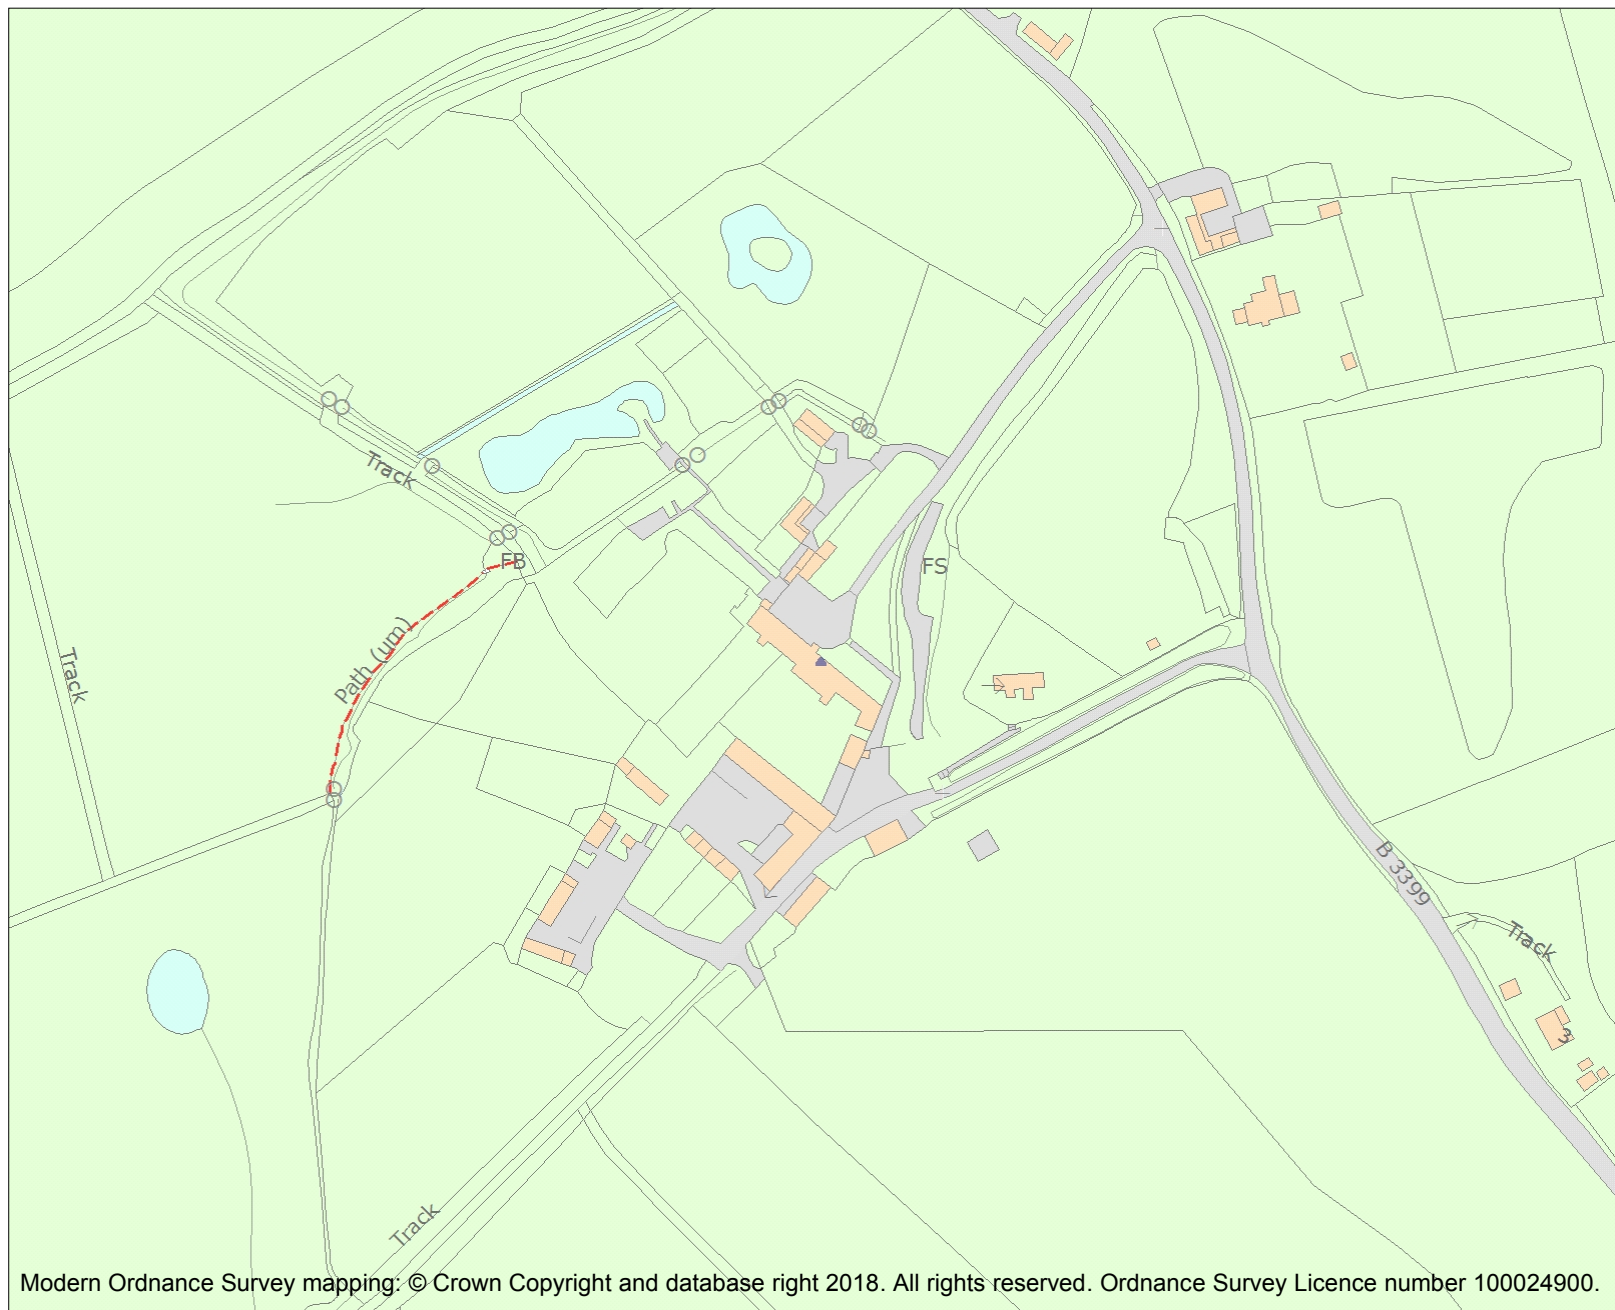 Track
FB
FS
Path (um)
Track
B 3399
Track
3
Track
Modern Ordnance Survey mapping: © Crown Copyright and database right 2018. All rights reserved. Ordnance Survey Licence number 100024900.